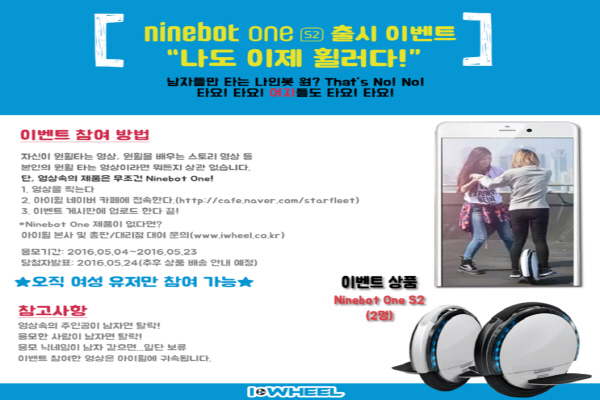 ninebot one S2 출시 이벤트
“나도 이제 휠러다!”
남자들만 타는 나인봇 원? That's No! No!
타요! 타요! 여자들도 타요! 타요!
이벤트 참여 방법
자신이 원휠타는 영상, 원휠을 배우는 스토리 영상 등
본인의 원휠 타는 영상이라면 뭐든지 상관 없습니다.
단, 영상속의 제품은 무조건 Ninebot One!
1. 영상을 찍는다
2. 아이휠 네이버 카페에 접속한다.(http://cafe.naver.com/starfleet)
3. 이벤트 게시판에 업로드 한다 끝!
*Ninebot One 제품이 없다면?
아이휠 본사 및 총판/대리점 대여 문의(www.iwheel.co.kr)
응모기간: 2016.05.04~2016.05.23
당첨자발표: 2016.05.24(추후 상품 배송 안내 예정)
★오직 여성 유저만 참여 가능★
이벤트 상품
Ninebot One S2
(2명)
참고사항
영상속의 주인공이 남자면 탈락!
응모한 사람이 남자면 탈락!
응모 닉네임이 남자 같으면...일단 보류
이벤트 참여한 영상은 아이휠에 귀속됩니다.
IWHEEL